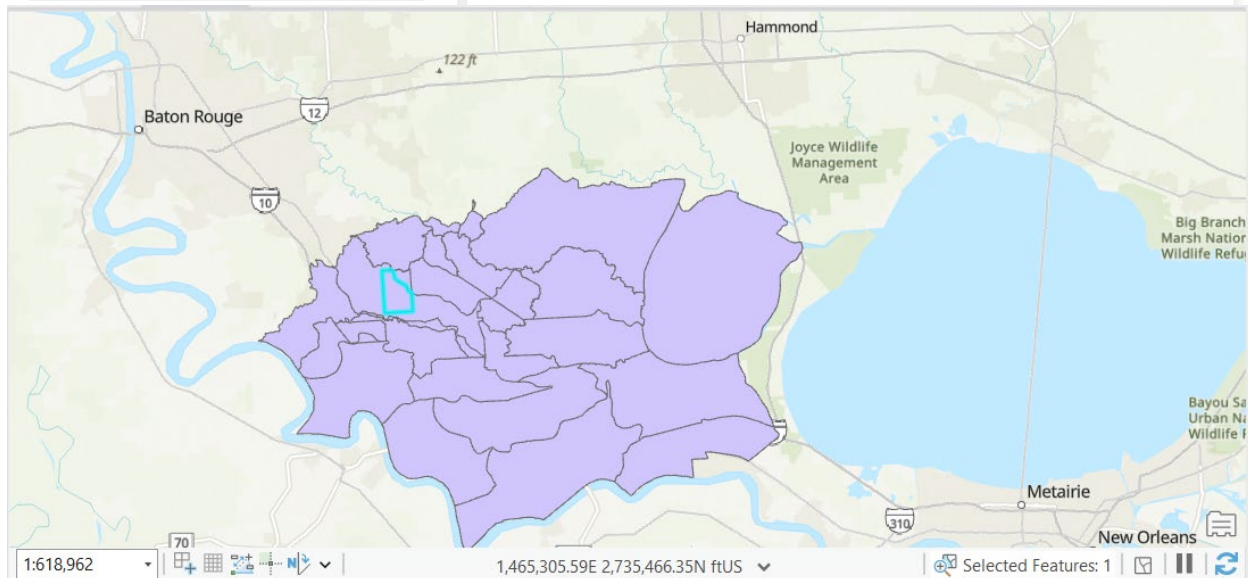 Hammond
122 ft
Baton Rouge
12
Joyce Wildlife
Management
Area
10
Big Branch
Marsh Nation
Wildlife Refu
Bayou Sa
Urban Na
Wildlife R
Metairie
310
New Orleans
70
1:618,962
N
1,465,305.59E 2,735,466.35N ftUS
Selected Features: 1